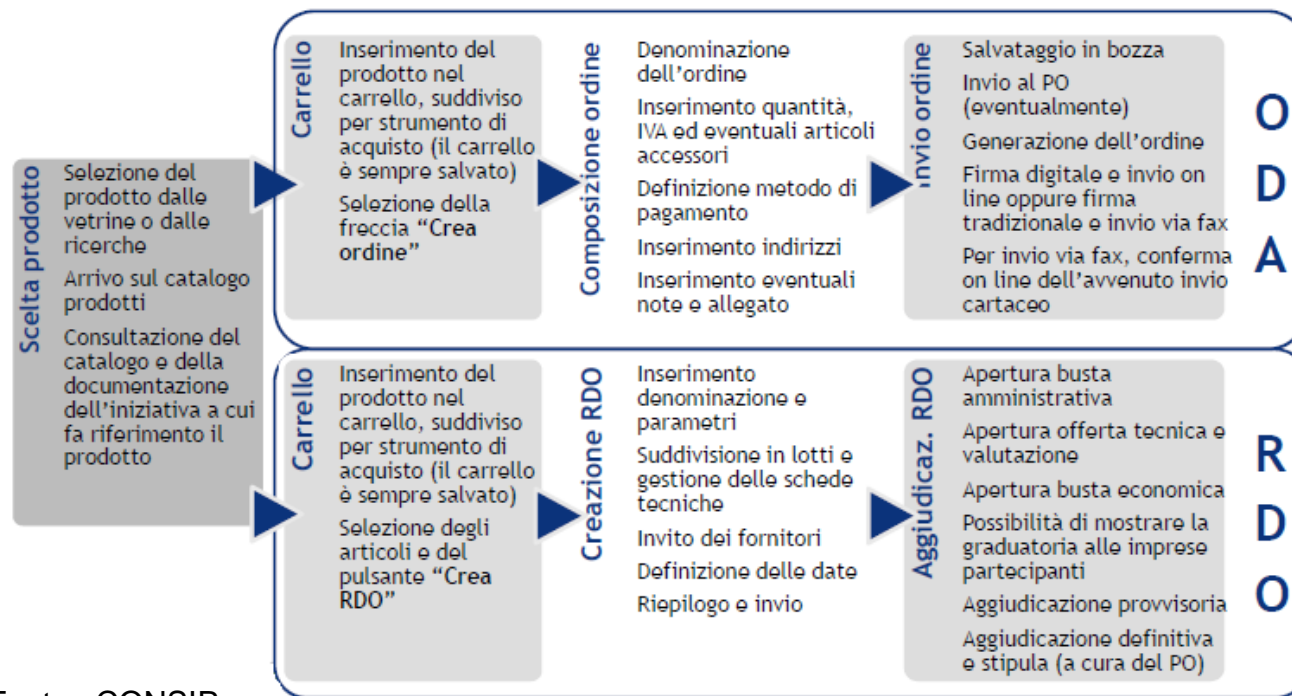 Scelta prodotto
Selezione del
prodotto dalle
vetrine o dalle
ricerche
Arrivo sul catalogo
prodotti
Consultazione del
catalogo e della
documentazione
dell'iniziativa a cui
fa riferimento il
prodotto
Carrello
Inserimento del
prodotto nel
carrello, suddiviso
per strumento di
acquisto (il carrello
è sempre salvato)
Selezione della
freccia “Crea
ordine”
Composizione ordine
Denominazione
dell'ordine
Inserimento quantità,
IVA ed eventuali articoli
accessori
Definizione metodo di
pagamento
Inserimento indirizzi
Inserimento eventuali
note e allegato
Invio ordine
Salvataggio in bozza
Invio al PO
(eventualmente)
Generazione dell'ordine
Firma digitale e invio on
line oppure firma
tradizionale e invio via fax
Per invio via fax, conferma
on line dell'avvenuto invio
cartaceo
O
D
A
Carrello
Inserimento del
prodotto nel
carrello, suddiviso
per strumento di
acquisto (il carrello
è sempre salvato)
Selezione degli
articoli e del
pulsante “Crea
RDO”
Creazione RDO
Inserimento
denominazione e
parametri
Suddivisione in lotti e
gestione delle schede
tecniche
Invito dei fornitori
Definizione delle date
Riepilogo e invio
Aggiudicaz. RDO
Apertura busta
amministrativa
Apertura offerta tecnica e
valutazione
Apertura busta economica
Possibilità di mostrare la
graduatoria alle imprese
partecipanti
Aggiudicazione provvisoria
Aggiudicazione definitiva
e stipula (a cura del PO)
R
D
O
CONSIP